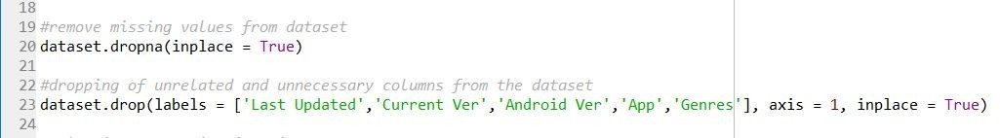 18
19 #remove missing values from dataset
20 dataset.dropna(inplace = True)
21
22 #dropping of unrelated and unnecessary columns from the dataset
23 dataset.drop(labels = ['Last Updated','Current Ver','Android Ver','App','Genres'], axis = 1, inplace = True)
24